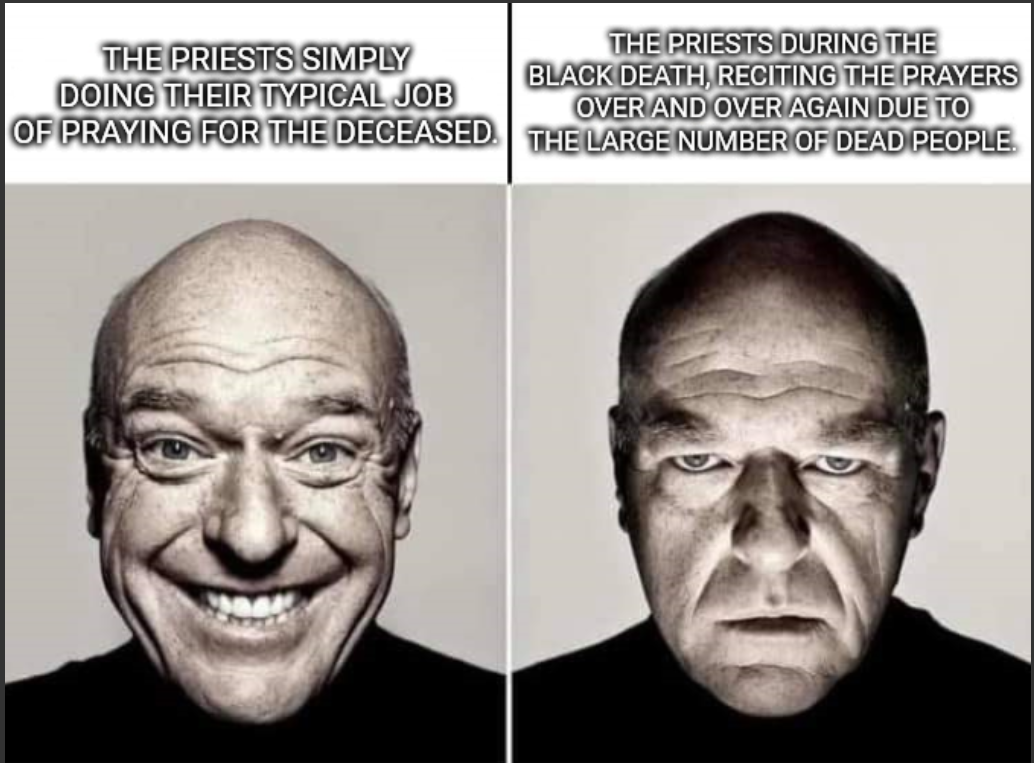 THE PRIESTS SIMPLY
DOING THEIR TYPICAL JOB
OF PRAYING FOR THE DECEASED.
THE PRIESTS DURING THE
BLACK DEATH, RECITING THE PRAYERS
OVER AND OVER AGAIN DUE TO
THE LARGE NUMBER OF DEAD PEOPLE.